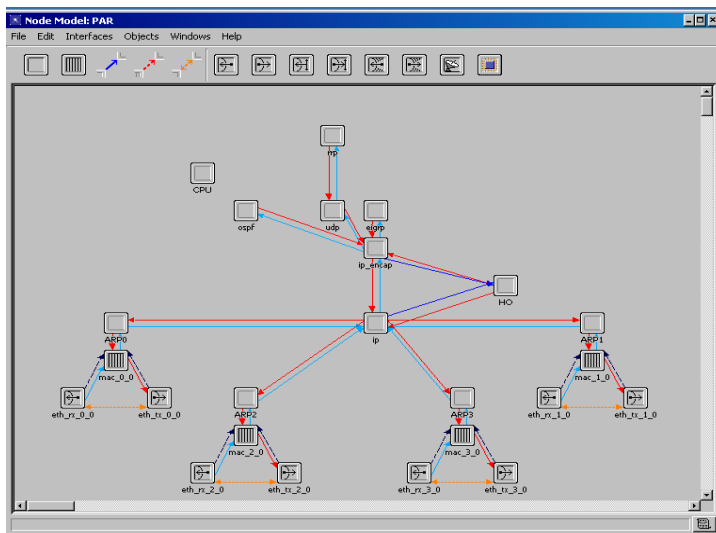 Node Model: PAR
File Edit Interfaces Objects Windows Help
rip
CPU
ospf
udp
eigrp
ip_encap
HO
ARP0
ip
ARP1
mac_0_0
mac_1_0
eth_rx_0_0
eth_tx_0_0
ARP2
ARP3
eth_rx_1_0
eth_tx_1_0
mac_2_0
mac_3_0
eth_rx_2_0
eth_tx_2_0
eth_rx_3_0
eth_tx_3_0